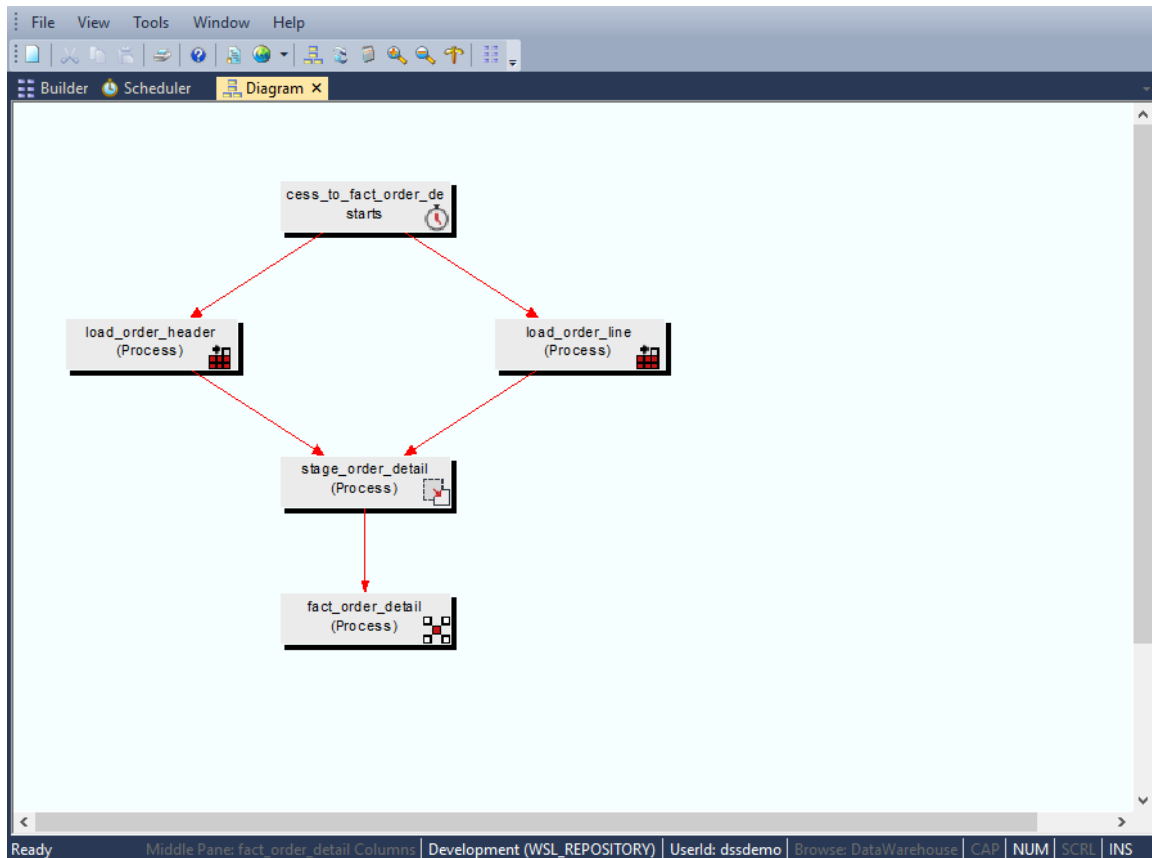 File View Tools Window Help
Builder Scheduler Diagram
cess_to_fact_order_de
starts
load_order_header
(Process)
load_order_line
(Process)
stage_order_detail
(Process)
fact_order_detail
(Process)
Ready Middle Pane: fact_order_detail Columns Development (WSL_REPOSITORY) UserId: dssdemo Browse: DataWarehouse CAP NUM SCRL INS